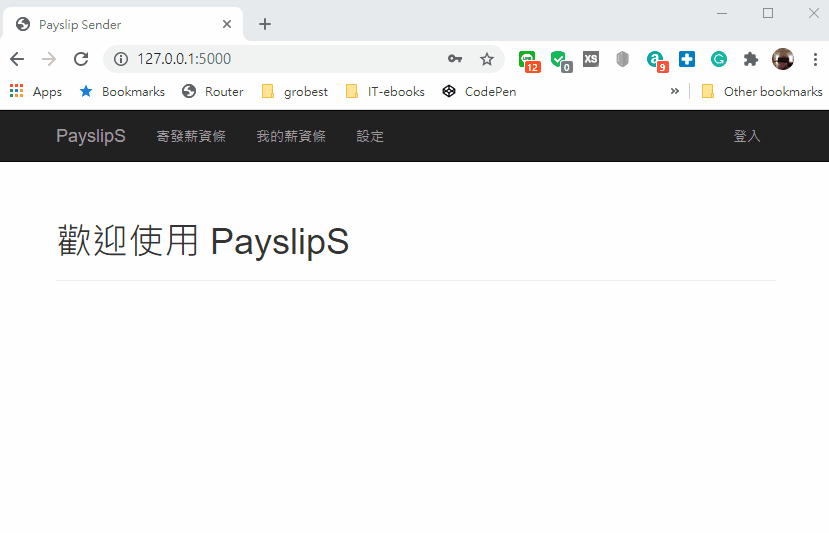 Payslip Sender
127.0.0.1:5000
12
0
XS
a
9
G
Apps
Bookmarks
Router
grobest
IT-ebooks
CodePen
»
Other bookmarks
PayslipS
寄發薪資條
我的薪資條
設定
登入
歡迎使用 PayslipS